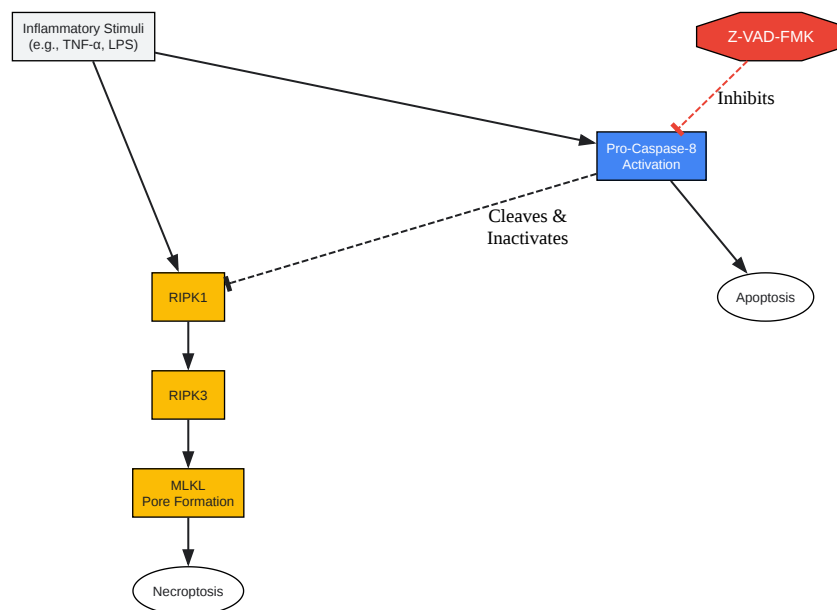 Inflammatory Stimuli
(e.g., TNF-α, LPS)
Z-VAD-FMK
Inhibits
Pro-Caspase-8
Activation
Cleaves &
Inactivates
RIPK1
Apoptosis
RIPK3
MLKL
Pore Formation
Necroptosis